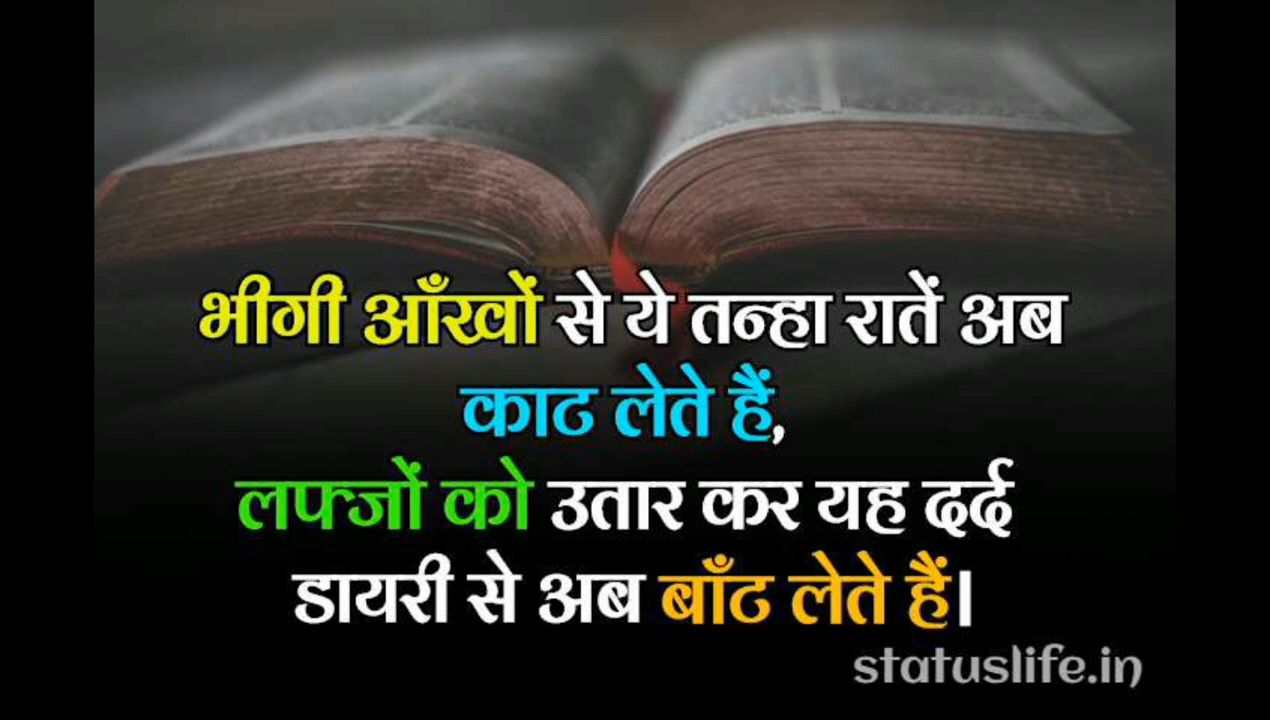 भीगी आँखों से ये तन्हा रातें अब
काट लेते हैं,
लफ्जों को उतार कर यह दर्द
डायरी से अब बाँट लेते हैं।
statuslife.in